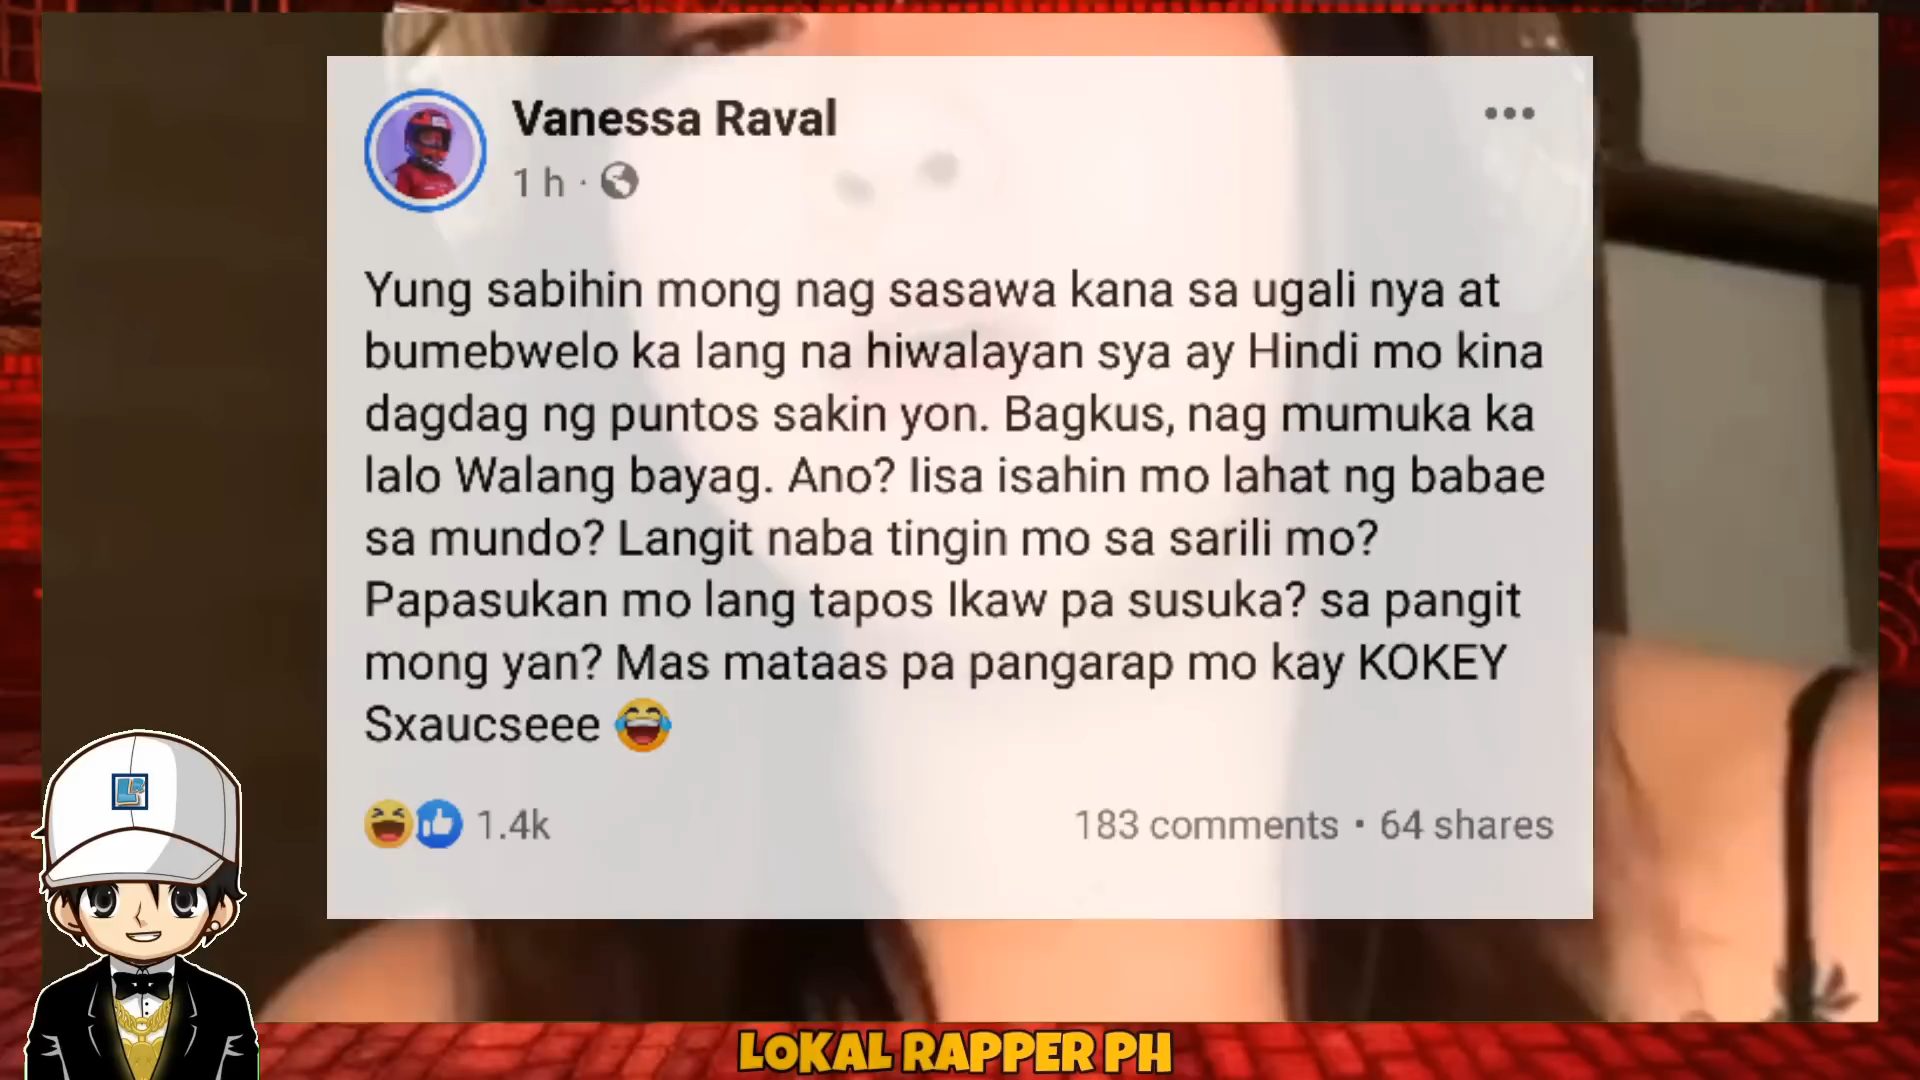 Vanessa Raval
1 h ·
Yung sabihin mong nag sasawa kana sa ugali nya at
bumebwelo ka lang na hiwalayan sya ay Hindi mo kina
dagdag ng puntos sakin yon. Bagkus, nag mumuka ka
lalo Walang bayag. Ano? Iisa isahin mo lahat ng babae
sa mundo? Langit naba tingin mo sa sarili mo?
Papasukan mo lang tapos Ikaw pa susuka? sa pangit
mong yan? Mas mataas pa pangarap mo kay KOKEY
Sxaucseee 😂
1.4k 183 comments • 64 shares
LR
LOKAL RAPPER PH